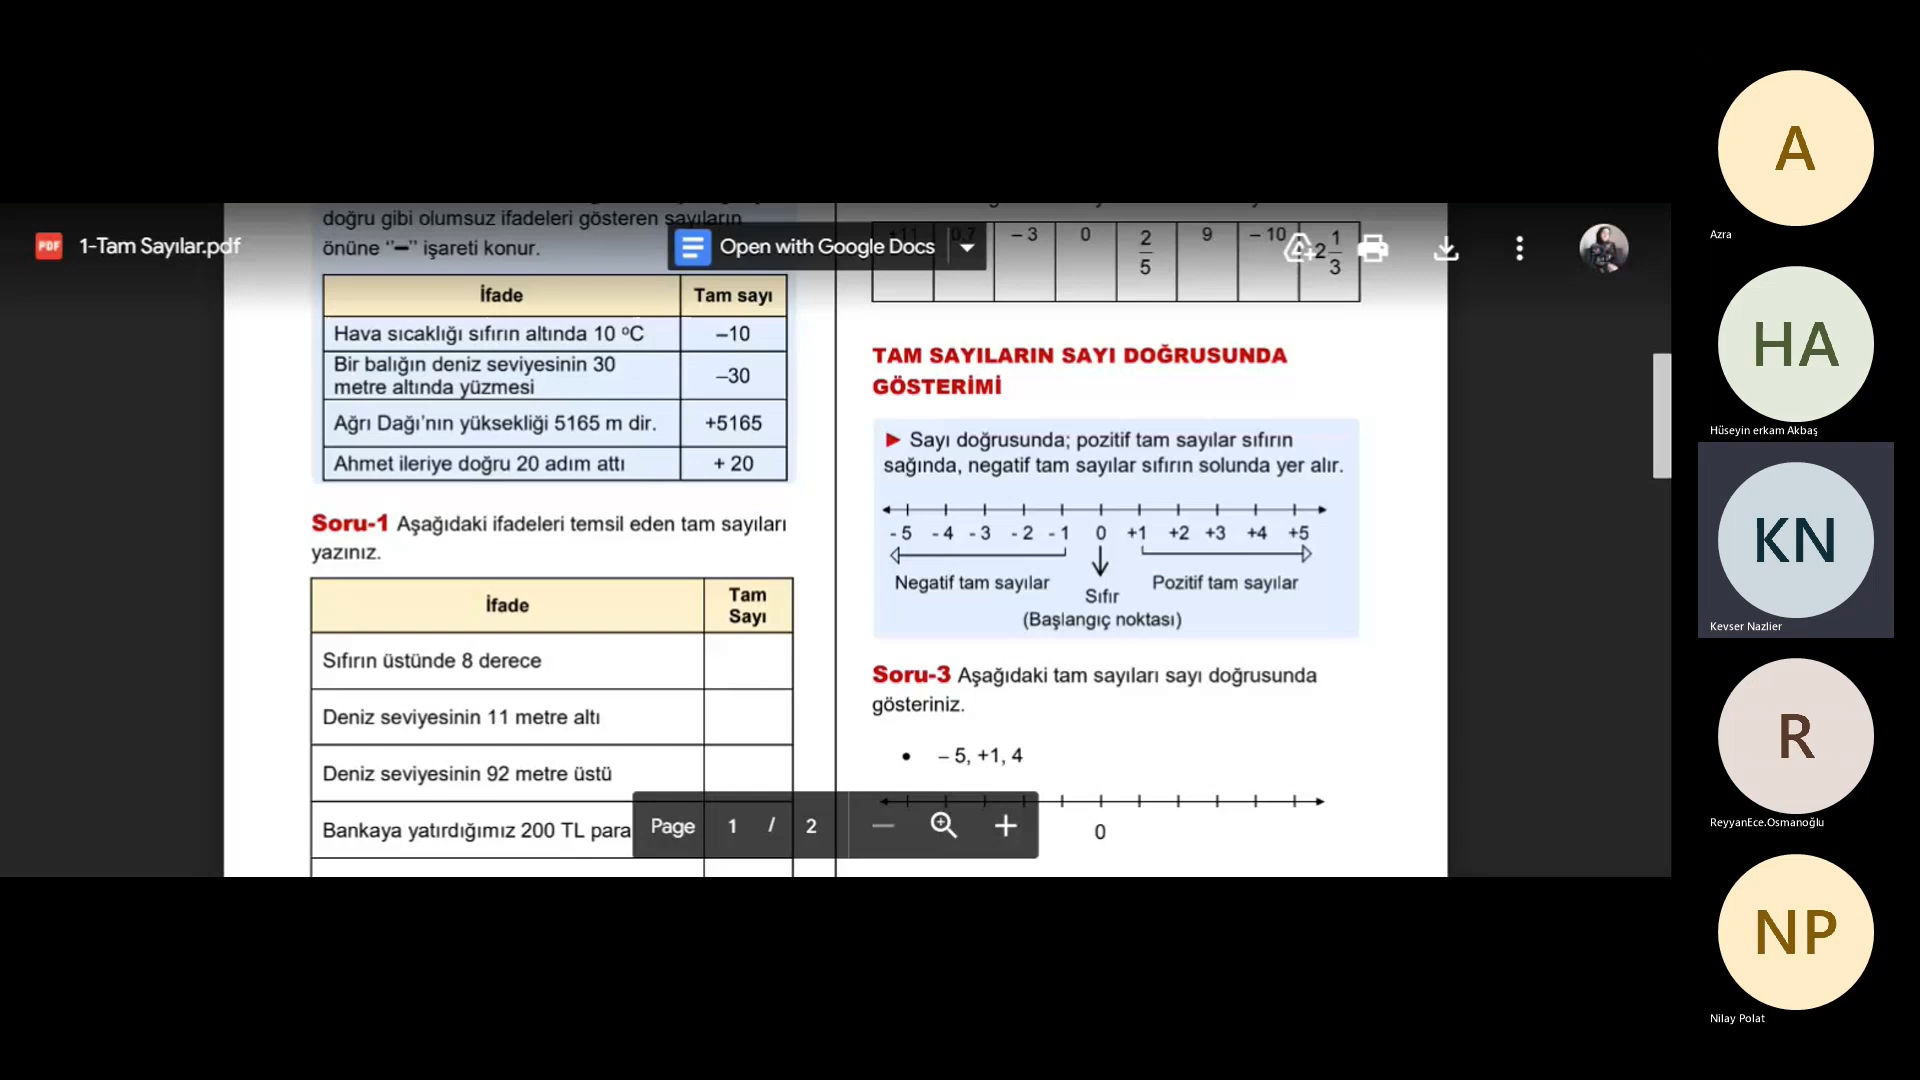 1-Tam Sayılar.pdf
Open with Google Docs
doğru gibi olumsuz ifadeleri gösteren sayıların
önüne “–” işareti konur.
İfade Tam sayı
Hava sıcaklığı sıfırın altında 10 ºC –10
Bir balığın deniz seviyesinin 30
metre altında yüzmesi –30
Ağrı Dağı’nın yüksekliği 5165 m dir. +5165
Ahmet ileriye doğru 20 adım attı + 20
Soru-1 Aşağıdaki ifadeleri temsil eden tam sayıları
yazınız.
İfade Tam
Sayı
Sıfırın üstünde 8 derece
Deniz seviyesinin 11 metre altı
Deniz seviyesinin 92 metre üstü
Bankaya yatırdığımız 200 TL para
+11 0,7 – 3 0 2/5 9 – 10 2 1/3
TAM SAYILARIN SAYI DOĞRUSUNDA
GÖSTERİMİ
► Sayı doğrusunda; pozitif tam sayılar sıfırın
sağında, negatif tam sayılar sıfırın solunda yer alır.
- 5 - 4 - 3 - 2 - 1 0 +1 +2 +3 +4 +5
Negatif tam sayılar Pozitif tam sayılar
Sıfır
(Başlangıç noktası)
Soru-3 Aşağıdaki tam sayıları sayı doğrusunda
gösteriniz.
• – 5, +1, 4
0
Page 1 / 2
A
Azra
HA
Hüseyin erkam Akbaş
KN
Kevser Nazlier
R
ReyyanEce.Osmanoğlu
NP
Nilay Polat